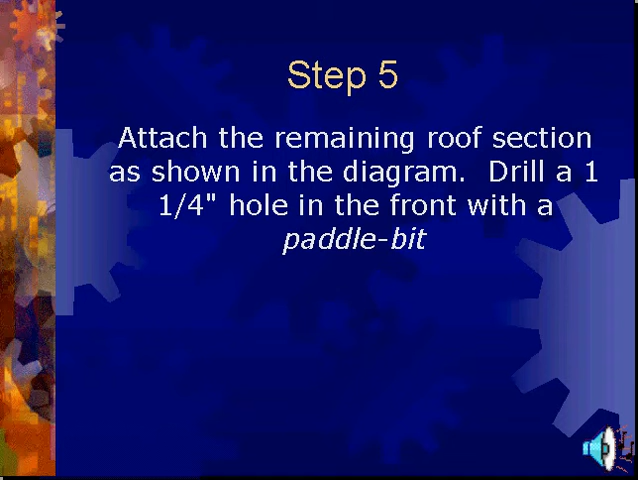 Step 5
Attach the remaining roof section
as shown in the diagram.  Drill a 1
1/4" hole in the front with a
paddle-bit